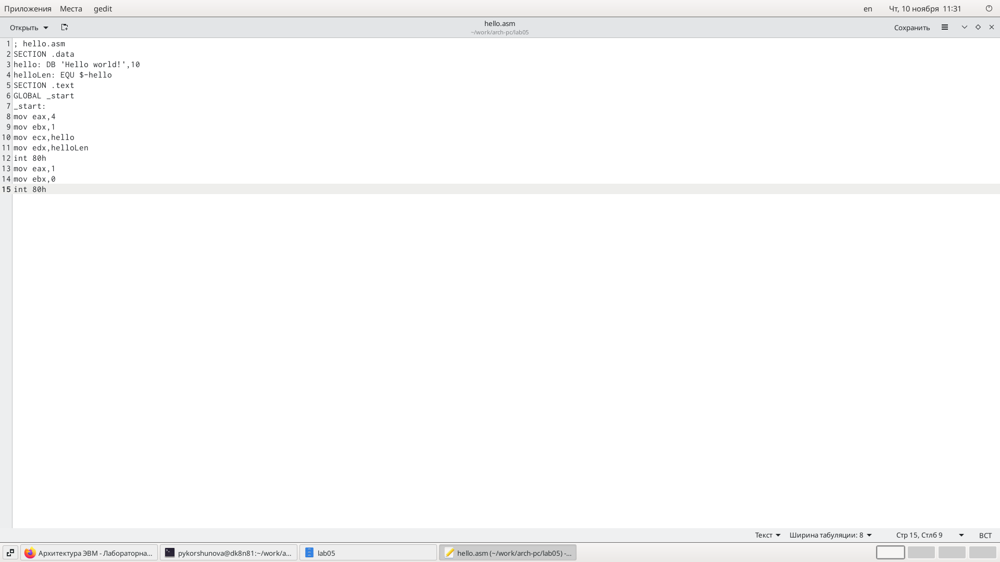 Приложения Места gedit en Чт, 10 ноября 11:31
Открыть hello.asm Сохранить
~/work/arch-pc/lab05
1 ; hello.asm
2 SECTION .data
3 hello: DB 'Hello world!',10
4 helloLen: EQU $-hello
5 SECTION .text
6 GLOBAL _start
7 _start:
8 mov eax,4
9 mov ebx,1
10 mov ecx,hello
11 mov edx,helloLen
12 int 80h
13 mov eax,1
14 mov ebx,0
15 int 80h
Текст Ширина табуляции: 8 Стр 15, Стлб 9 ВСТ
Архитектура ЭВМ - Лабораторна... pykorshunova@dk8n81:~/work/a... lab05 hello.asm (~/work/arch-pc/lab05) -...